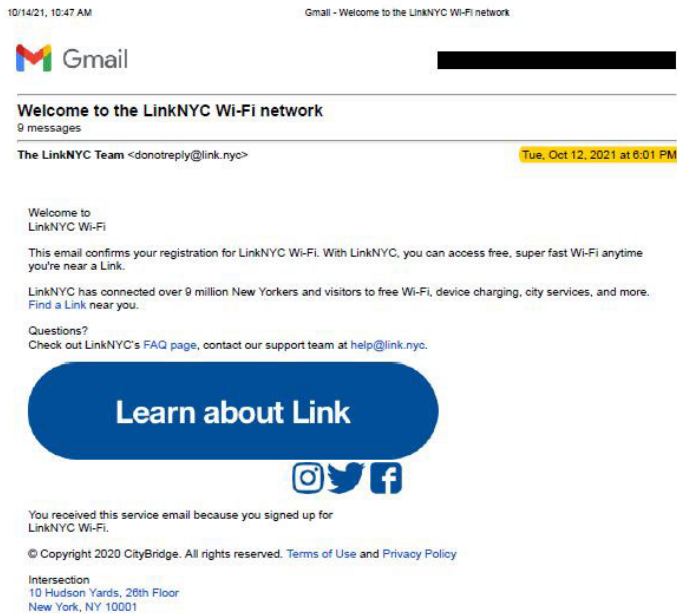 10/14/21, 10:47 AM
Gmail - Welcome to the LinkNYC Wi-Fi network
Gmail
Welcome to the LinkNYC Wi-Fi network
9 messages
The LinkNYC Team <donotreply@link.nyc>
Tue, Oct 12, 2021 at 6:01 PM
Welcome to
LinkNYC Wi-Fi
This email confirms your registration for LinkNYC Wi-Fi. With LinkNYC, you can access free, super fast Wi-Fi anytime
you're near a Link.
LinkNYC has connected over 9 million New Yorkers and visitors to free Wi-Fi, device charging, city services, and more.
Find a Link near you.
Questions?
Check out LinkNYC's FAQ page, contact our support team at help@link.nyc.
Learn about Link
You received this service email because you signed up for
LinkNYC Wi-Fi.
© Copyright 2020 CityBridge. All rights reserved. Terms of Use and Privacy Policy
Intersection
10 Hudson Yards, 26th Floor
New York, NY 10001